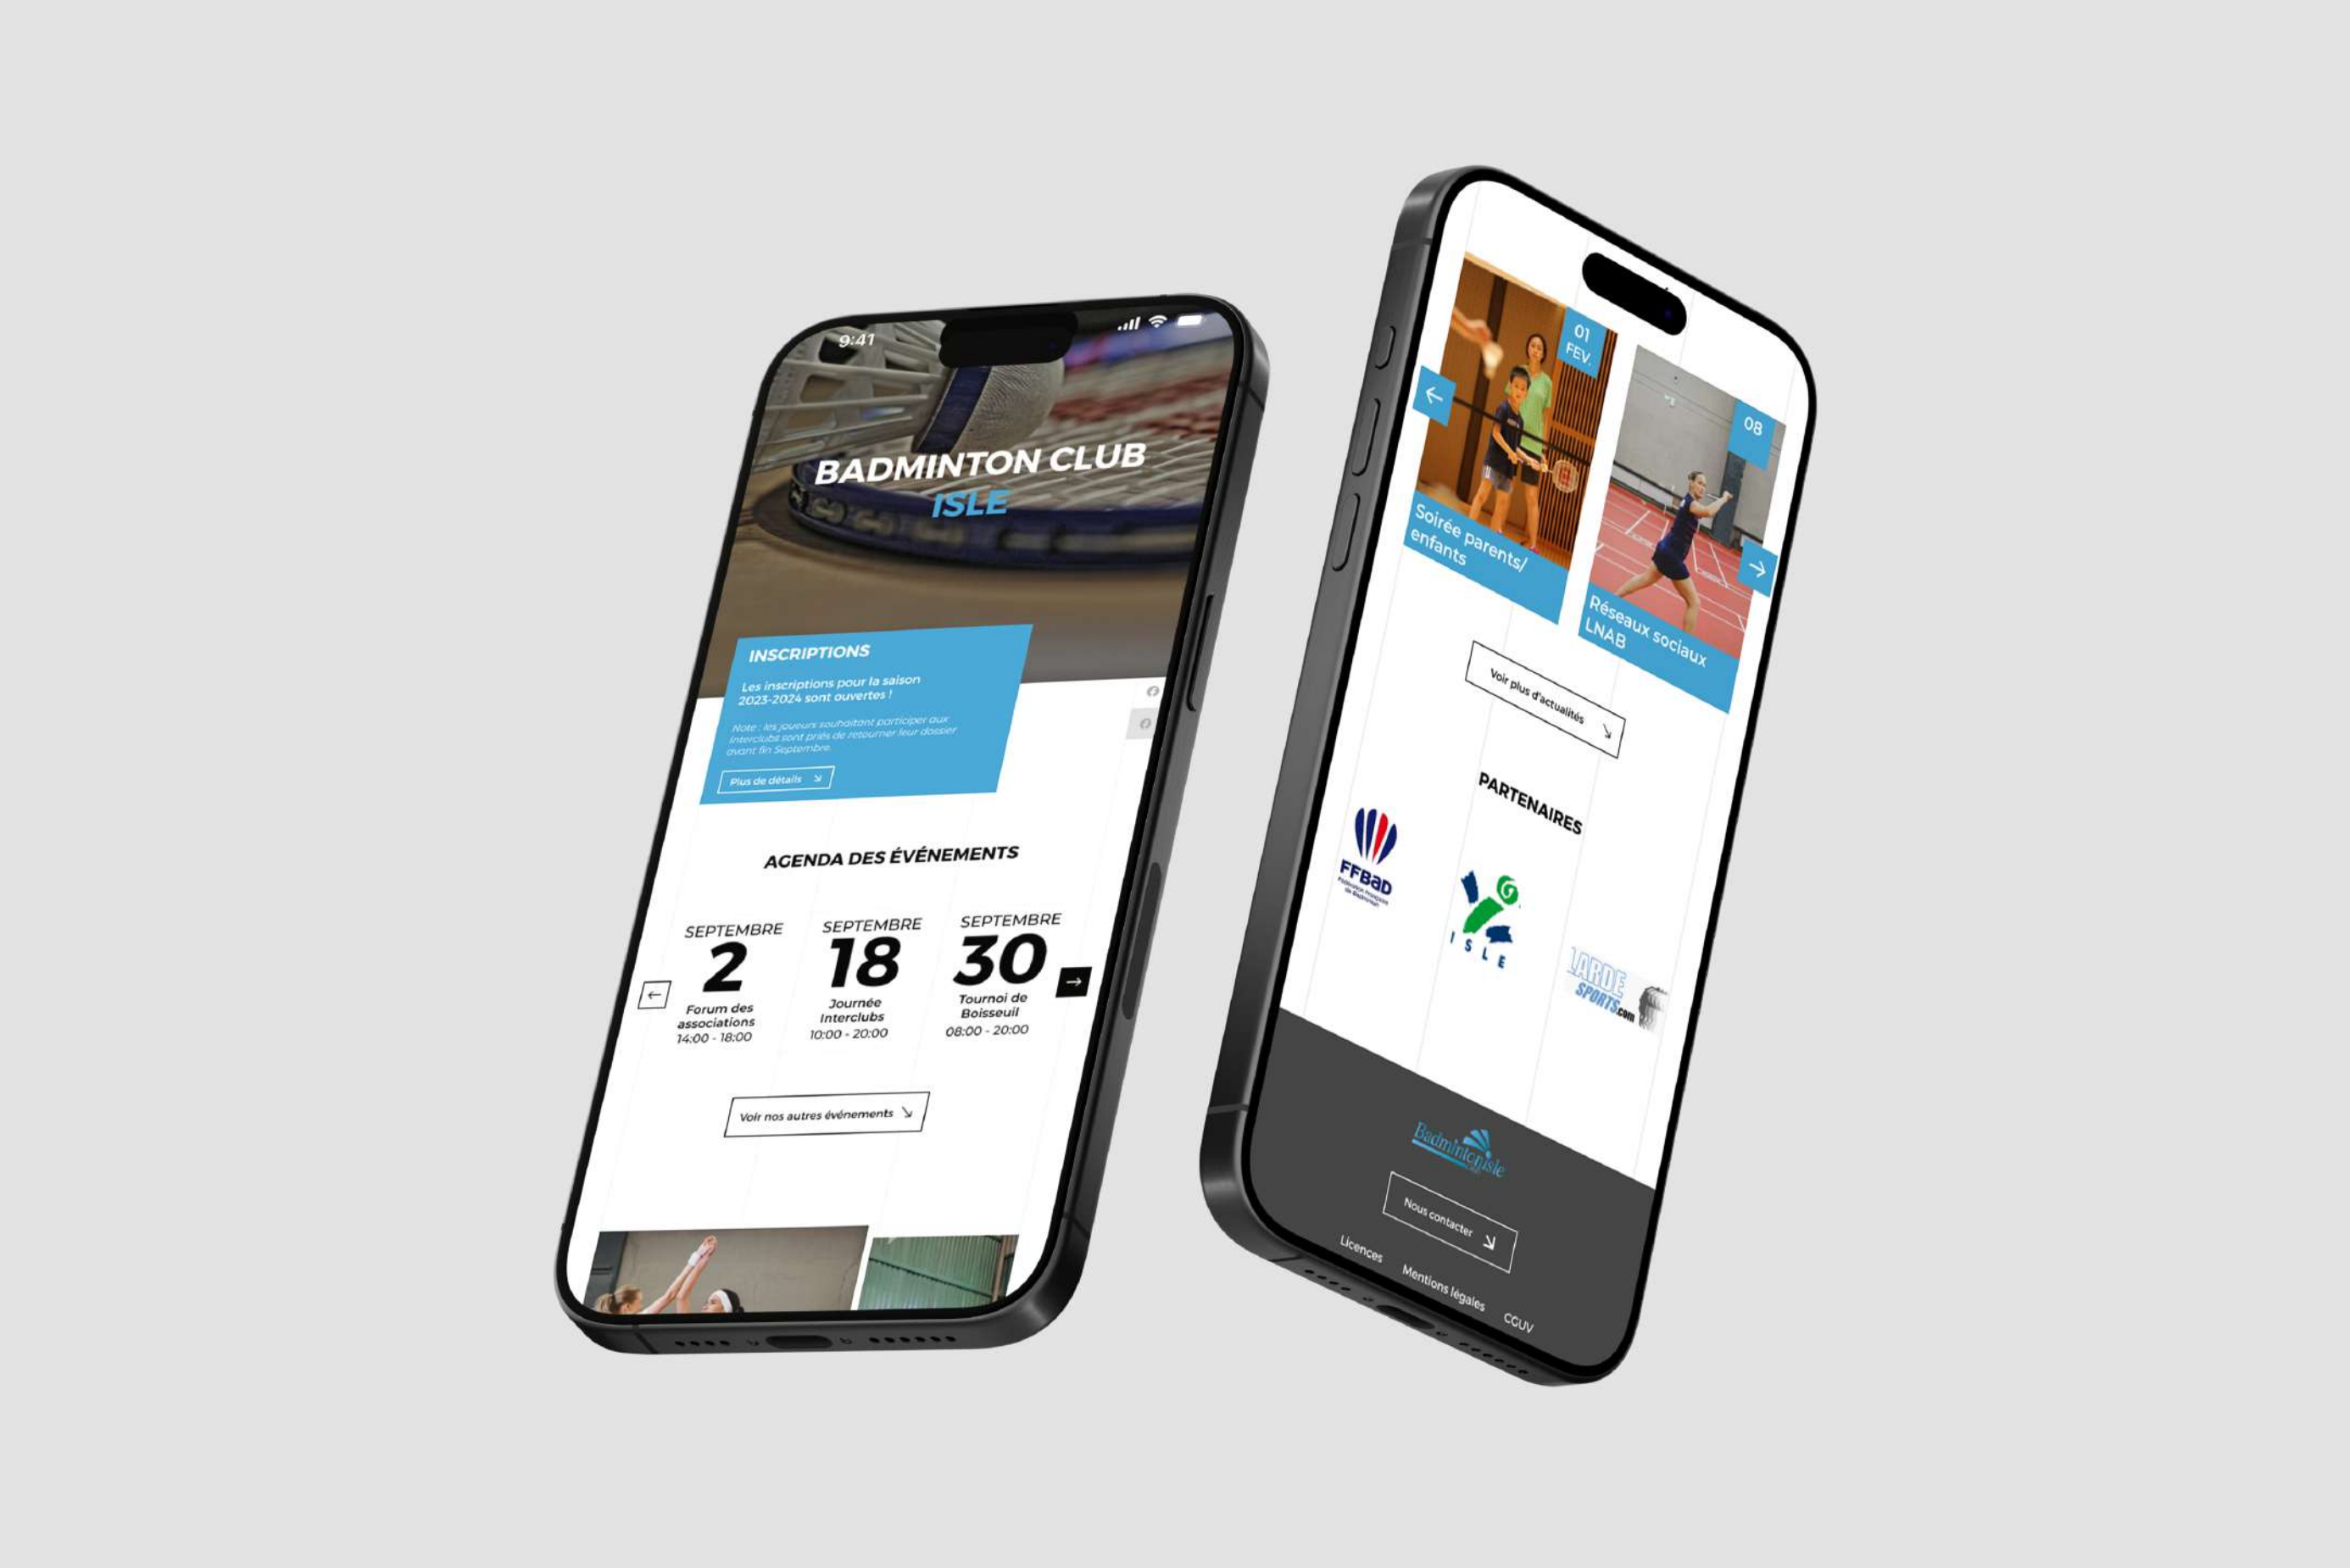 9:41
BADMINTON CLUB
ISLE
INSCRIPTIONS
Les inscriptions pour la saison
2023-2024 sont ouvertes !
Note : les joueurs souhaitant participer aux
Interclubs sont priés de retourner leur dossier
avant fin Septembre.
Plus de détails
AGENDA DES ÉVÉNEMENTS
SEPTEMBRE
2
Forum des
associations
14:00 - 18:00
SEPTEMBRE
18
Journée
Interclubs
10:00 - 20:00
SEPTEMBRE
30
Tournoi de
Boisseuil
08:00 - 20:00
Voir nos autres événements
01
FEV.
Soirée parents/
enfants
08
Réseaux sociaux
LNAB
Voir plus d'actualités
PARTENAIRES
FFBaD
Fédération Française
de Badminton
ISLE
LARDE
SPORTS.com
Badmintonisle
Nous contacter
Licences
Mentions légales
CGUV